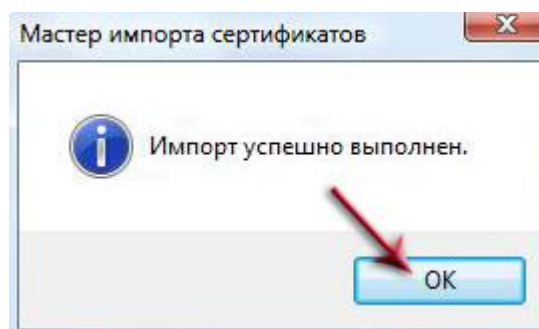 Мастер импорта сертификатов
Импорт успешно выполнен.
OK